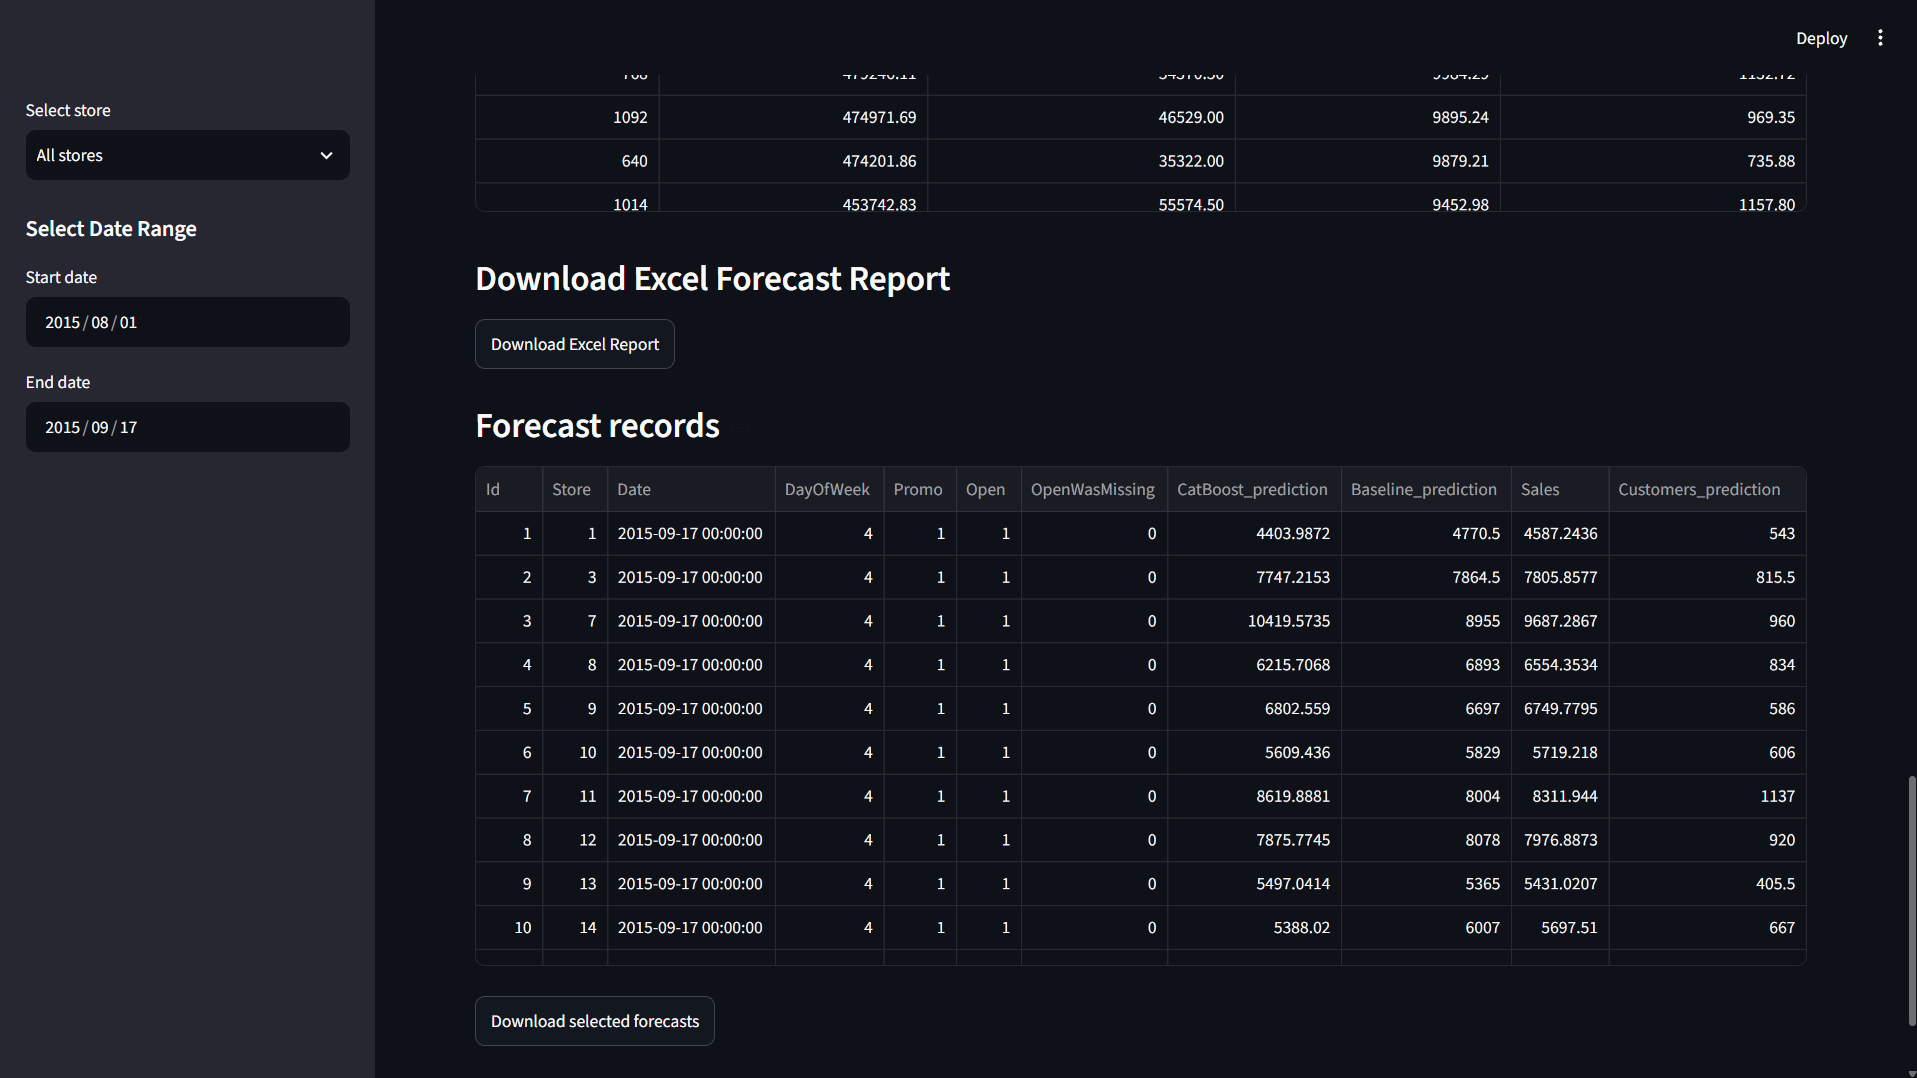 Deploy
Select store
All stores
Select Date Range
Start date
2015/08/01
End date
2015/09/17
1092 474971.69 46529.00 9895.24 969.35
640 474201.86 35322.00 9879.21 735.88
1014 453742.83 55574.50 9452.98 1157.80
Download Excel Forecast Report
Download Excel Report
Forecast records
Id Store Date DayOfWeek Promo Open OpenWasMissing CatBoost_prediction Baseline_prediction Sales Customers_prediction
1 1 2015-09-17 00:00:00 4 1 1 0 4403.9872 4770.5 4587.2436 543
2 3 2015-09-17 00:00:00 4 1 1 0 7747.2153 7864.5 7805.8577 815.5
3 7 2015-09-17 00:00:00 4 1 1 0 10419.5735 8955 9687.2867 960
4 8 2015-09-17 00:00:00 4 1 1 0 6215.7068 6893 6554.3534 834
5 9 2015-09-17 00:00:00 4 1 1 0 6802.559 6697 6749.7795 586
6 10 2015-09-17 00:00:00 4 1 1 0 5609.436 5829 5719.218 606
7 11 2015-09-17 00:00:00 4 1 1 0 8619.8881 8004 8311.944 1137
8 12 2015-09-17 00:00:00 4 1 1 0 7875.7745 8078 7976.8873 920
9 13 2015-09-17 00:00:00 4 1 1 0 5497.0414 5365 5431.0207 405.5
10 14 2015-09-17 00:00:00 4 1 1 0 5388.02 6007 5697.51 667
Download selected forecasts